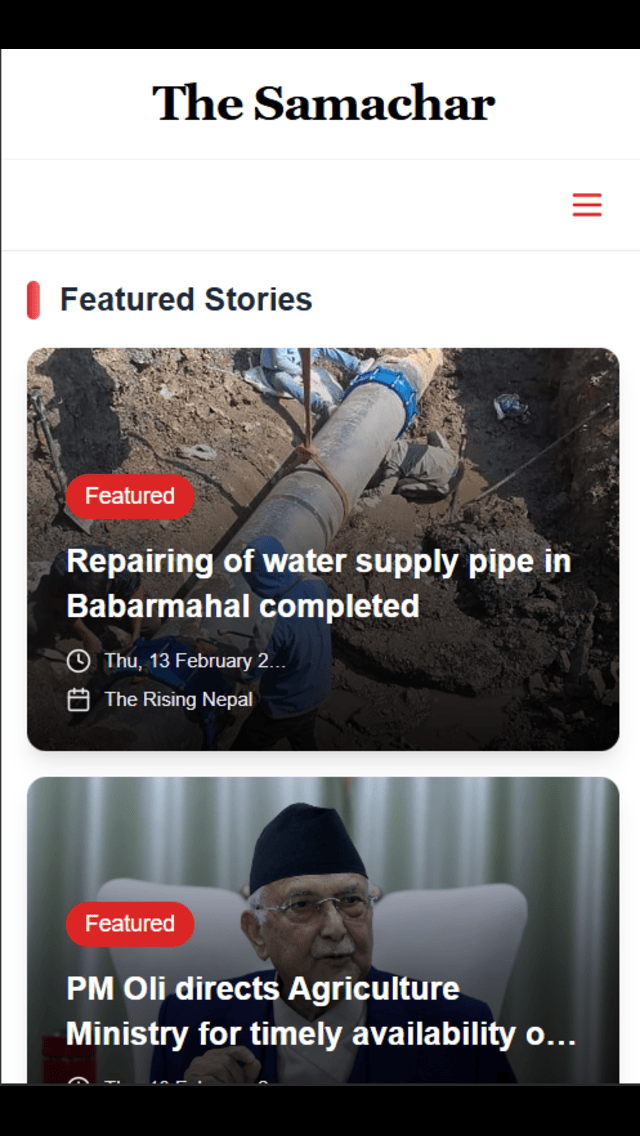 The Samachar
Featured Stories
Featured
Repairing of water supply pipe in
Babarmahal completed
Thu, 13 February 2...
The Rising Nepal
Featured
PM Oli directs Agriculture
Ministry for timely availability o...